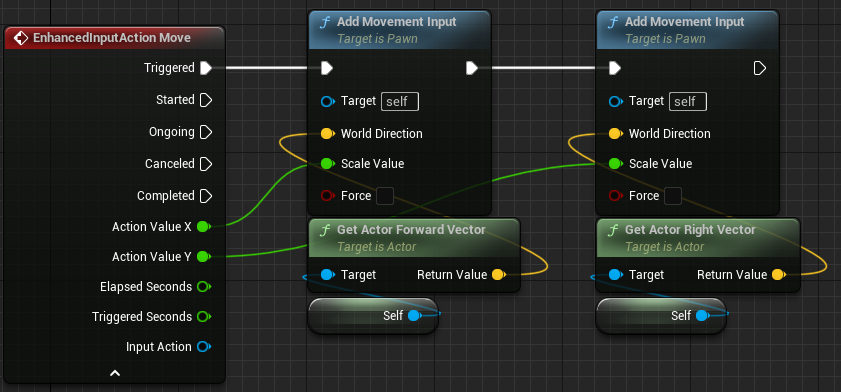 EnhancedInputAction Move
Triggered
Started
Ongoing
Canceled
Completed
Action Value X
Action Value Y
Elapsed Seconds
Triggered Seconds
Input Action
f Add Movement Input
Target is Pawn
Target self
World Direction
Scale Value
Force
f Get Actor Forward Vector
Target is Actor
Target Return Value
Self
f Add Movement Input
Target is Pawn
Target self
World Direction
Scale Value
Force
f Get Actor Right Vector
Target is Actor
Target Return Value
Self